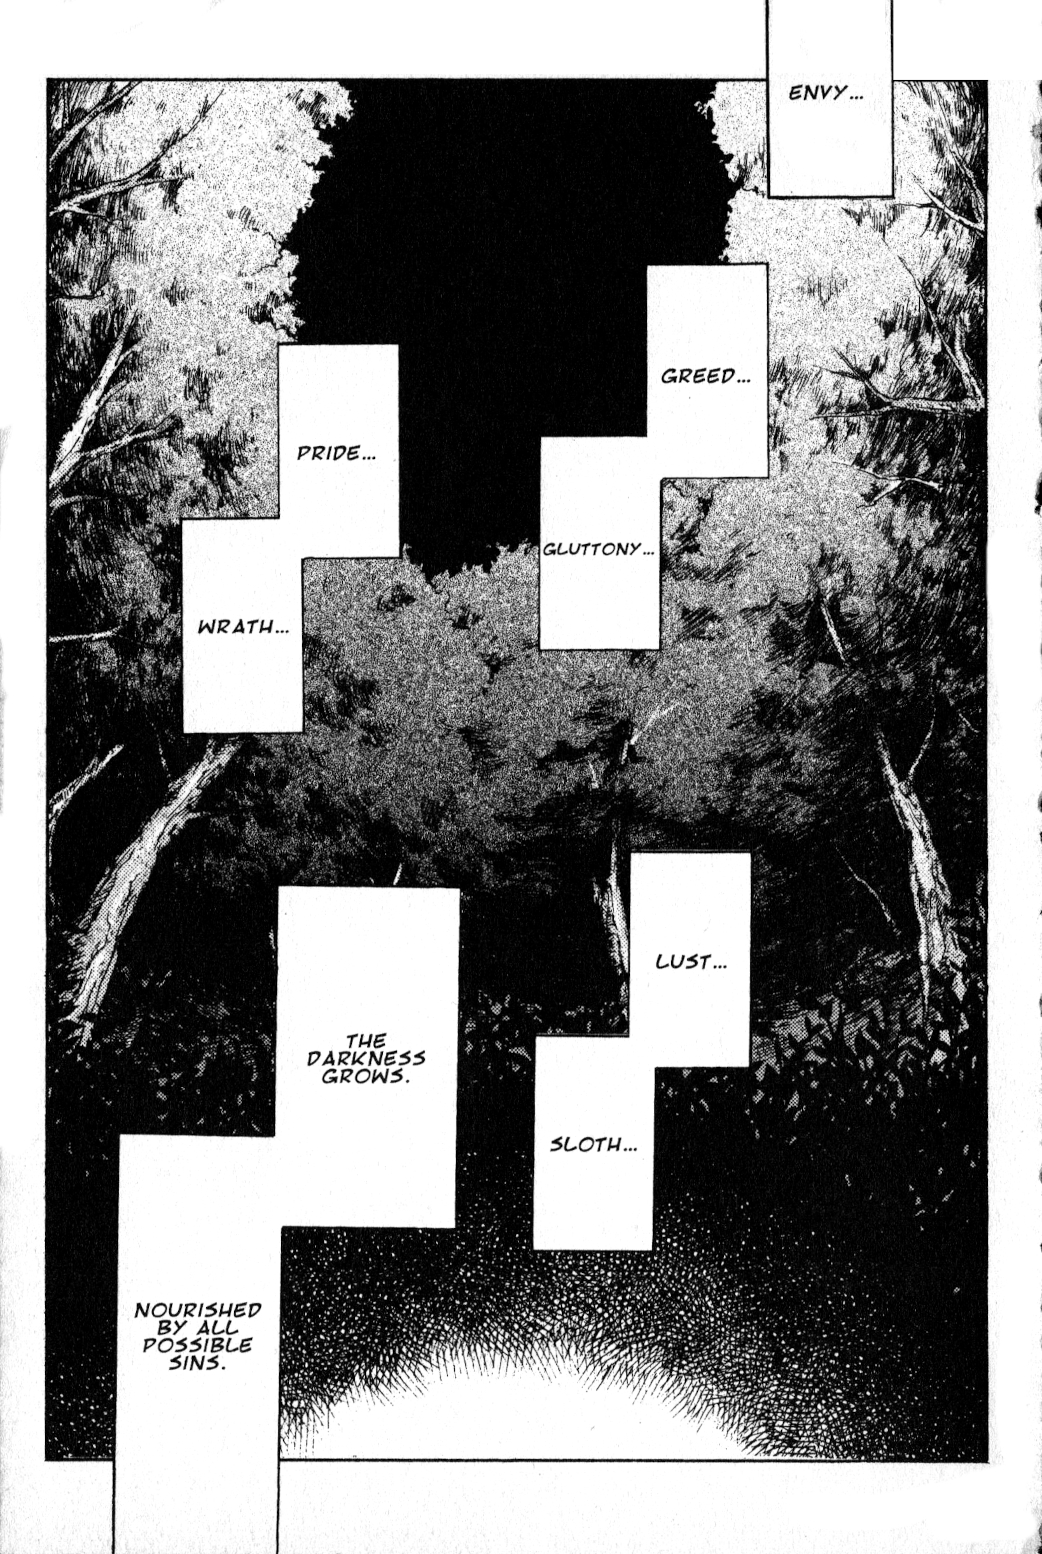 ENVY...
GREED...
GLUTTONY...
PRIDE...
WRATH...
LUST...
SLOTH...
THE
DARKNESS
GROWS.
NOURISHED
BY ALL
POSSIBLE
SINS.